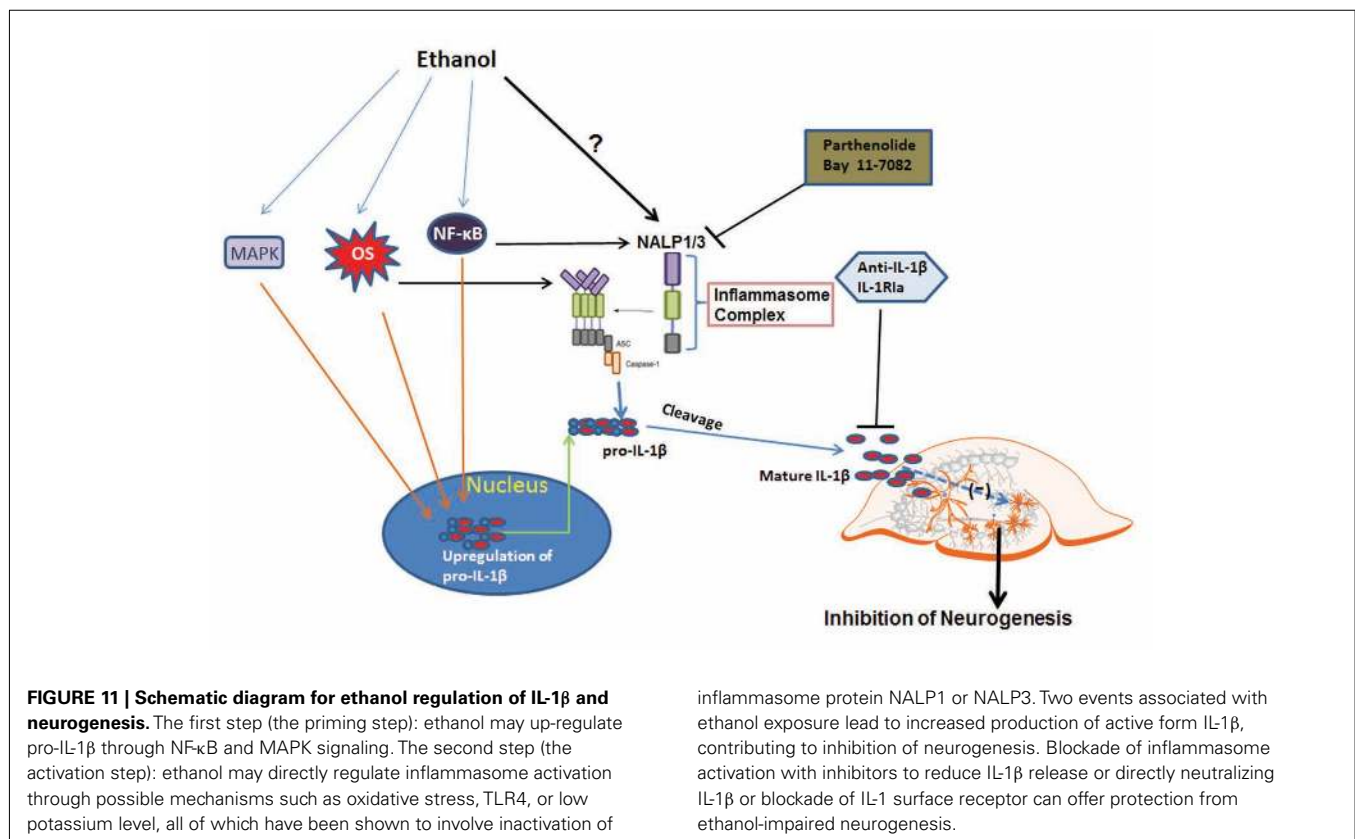 Ethanol
?
Parthenolide
Bay 11-7082
MAPK
OS
NF-κB
NALP1/3
Anti-IL-1β
IL-1RIa
Inflammasome
Complex
ASC
Caspase-1
Cleavage
pro-IL-1β
Mature IL-1β
(-)
Nucleus
Upregulation of
pro-IL-1β
Inhibition of Neurogenesis
FIGURE 11 | Schematic diagram for ethanol regulation of IL-1β and
neurogenesis. The first step (the priming step): ethanol may up-regulate
pro-IL-1β through NF-κB and MAPK signaling. The second step (the
activation step): ethanol may directly regulate inflammasome activation
through possible mechanisms such as oxidative stress, TLR4, or low
potassium level, all of which have been shown to involve inactivation of
inflammasome protein NALP1 or NALP3. Two events associated with
ethanol exposure lead to increased production of active form IL-1β,
contributing to inhibition of neurogenesis. Blockade of inflammasome
activation with inhibitors to reduce IL-1β release or directly neutralizing
IL-1β or blockade of IL-1 surface receptor can offer protection from
ethanol-impaired neurogenesis.